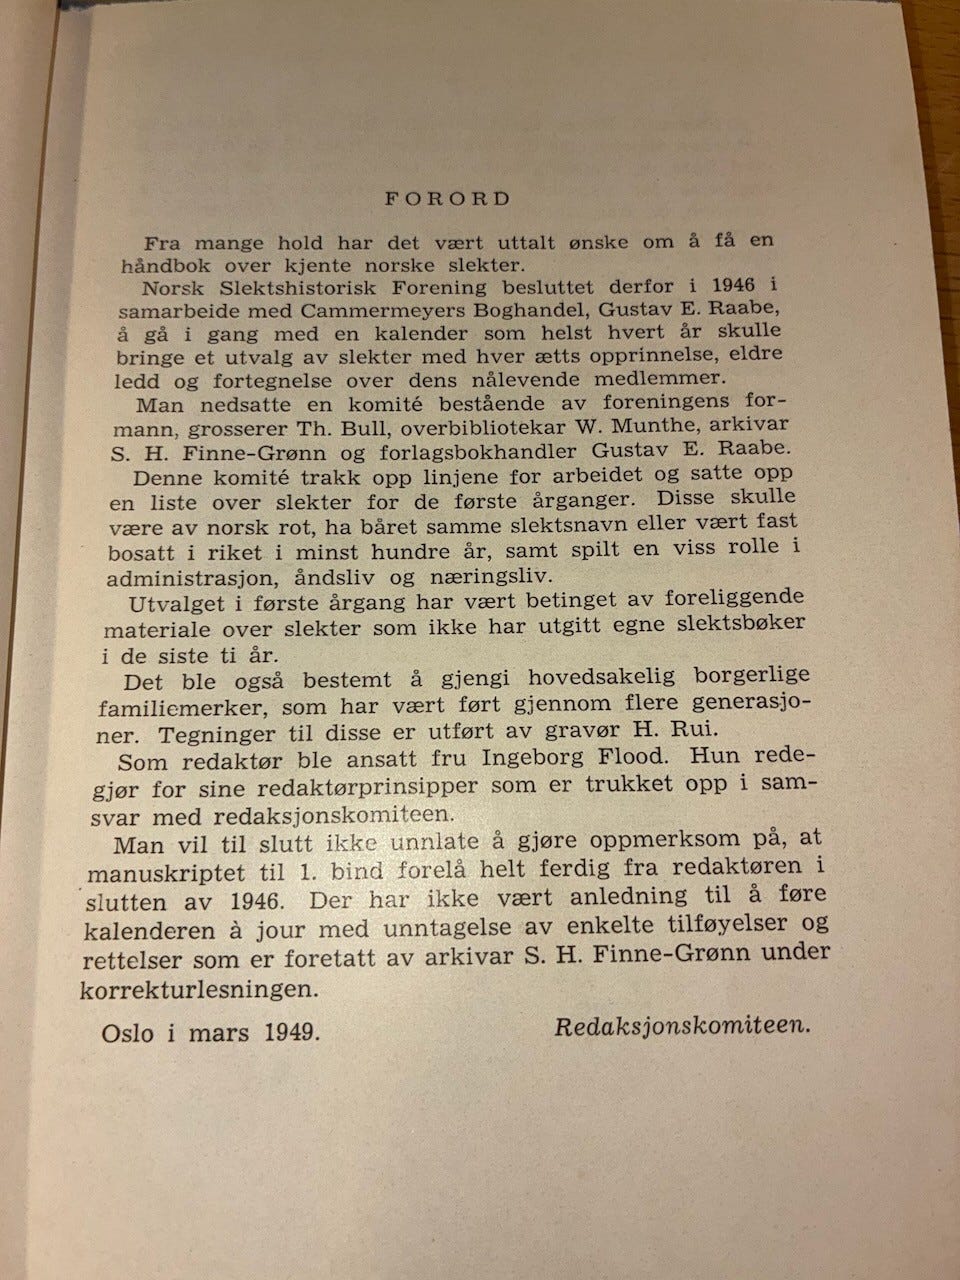 FORORD
Fra mange hold har det vært uttalt ønske om å få en
håndbok over kjente norske slekter.
Norsk Slektshistorisk Forening besluttet derfor i 1946 i
samarbeide med Cammermeyers Boghandel, Gustav E. Raabe,
å gå i gang med en kalender som helst hvert år skulle
bringe et utvalg av slekter med hver ætts opprinnelse, eldre
ledd og fortegnelse over dens nålevende medlemmer.
Man nedsatte en komité bestående av foreningens for-
mann, grosserer Th. Bull, overbibliotekar W. Munthe, arkivar
S. H. Finne-Grønn og forlagsbokhandler Gustav E. Raabe.
Denne komité trakk opp linjene for arbeidet og satte opp
en liste over slekter for de første årganger. Disse skulle
være av norsk rot, ha båret samme slektsnavn eller vært fast
bosatt i riket i minst hundre år, samt spilt en viss rolle i
administrasjon, åndsliv og næringsliv.
Utvalget i første årgang har vært betinget av foreliggende
materiale over slekter som ikke har utgitt egne slektsbøker
i de siste ti år.
Det ble også bestemt å gjengi hovedsakelig borgerlige
familiemerker, som har vært ført gjennom flere generasjo-
ner. Tegninger til disse er utført av gravør H. Rui.
Som redaktør ble ansatt fru Ingeborg Flood. Hun rede-
gjør for sine redaktørprinsipper som er trukket opp i sam-
svar med redaksjonskomiteen.
Man vil til slutt ikke unnlate å gjøre oppmerksom på, at
manuskriptet til 1. bind forelå helt ferdig fra redaktøren i
slutten av 1946. Der har ikke vært anledning til å føre
kalenderen à jour med unntagelse av enkelte tilføyelser og
rettelser som er foretatt av arkivar S. H. Finne-Grønn under
korrekturlesningen.
Oslo i mars 1949. Redaksjonskomiteen.